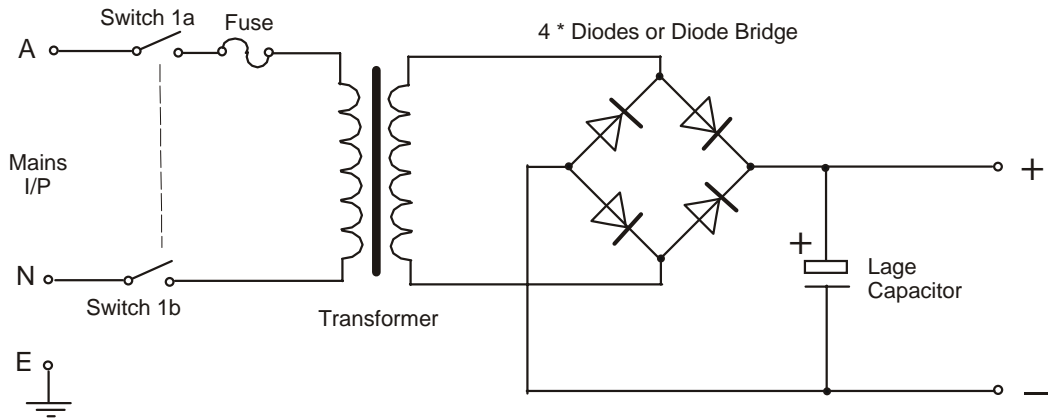 Switch 1a
Fuse
4 * Diodes or Diode Bridge
A
Mains
I/P
+
+
Lage
Capacitor
N
Switch 1b
Transformer
E
−